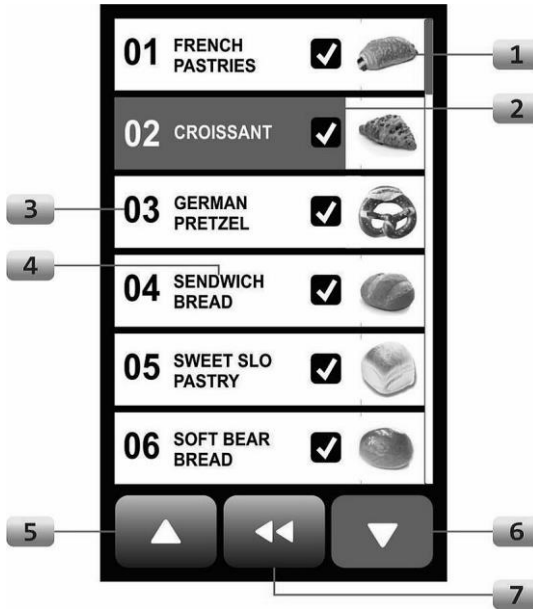 01 FRENCH
PASTRIES
1
2
02 CROISSANT
3
03 GERMAN
PRETZEL
4
04 SENDWICH
BREAD
05 SWEET SLO
PASTRY
06 SOFT BEAR
BREAD
5
6
7